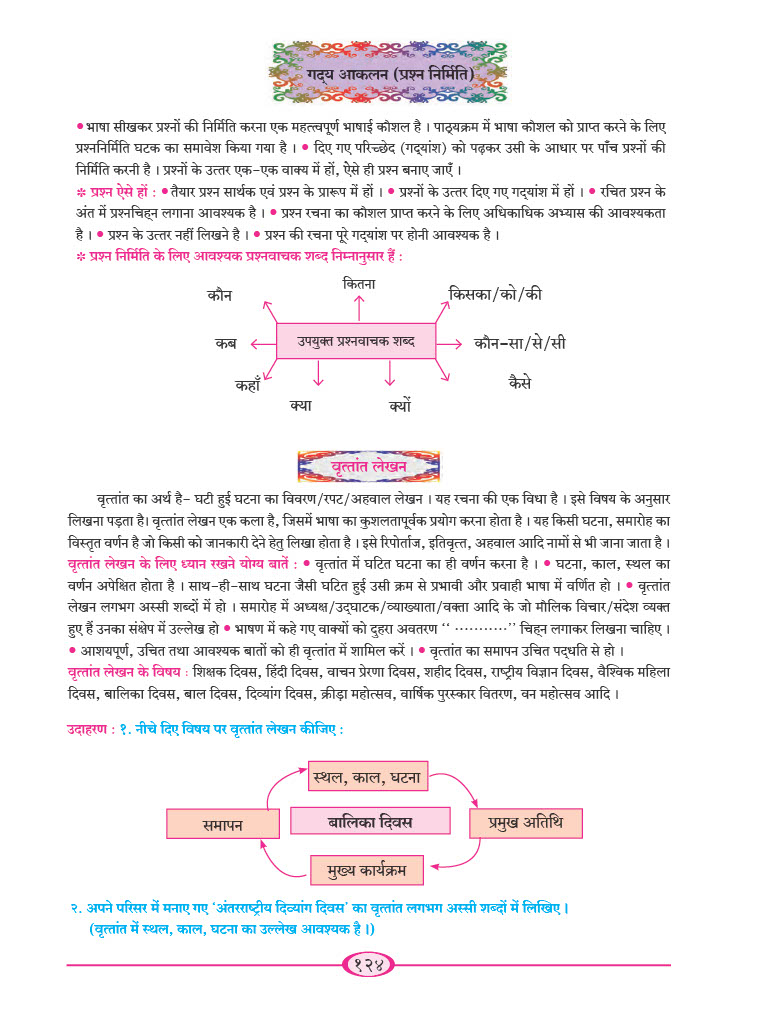 गद्य आकलन (प्रश्न निर्मिति)
• भाषा सीखकर प्रश्नों की निर्मिति करना एक महत्त्वपूर्ण भाषाई कौशल है । पाठ्यक्रम में भाषा कौशल को प्राप्त करने के लिए
प्रश्ननिर्मिति घटक का समावेश किया गया है । • दिए गए परिच्छेद (गद्यांश) को पढ़कर उसी के आधार पर पाँच प्रश्नों की
निर्मिति करनी है । प्रश्नों के उत्तर एक-एक वाक्य में हों, ऐसे ही प्रश्न बनाए जाएँ ।
* प्रश्न ऐसे हों : • तैयार प्रश्न सार्थक एवं प्रश्न के प्रारूप में हों । • प्रश्नों के उत्तर दिए गए गद्यांश में हों । • रचित प्रश्न के
अंत में प्रश्नचिह्न लगाना आवश्यक है । • प्रश्न रचना का कौशल प्राप्त करने के लिए अधिकाधिक अभ्यास की आवश्यकता
है । • प्रश्न के उत्तर नहीं लिखने है । • प्रश्न की रचना पूरे गद्यांश पर होनी आवश्यक है ।
* प्रश्न निर्मिति के लिए आवश्यक प्रश्नवाचक शब्द निम्नानुसार हैं :
कौन
कितना
किसका/को/की
कब
उपयुक्त प्रश्नवाचक शब्द
कौन-सा/से/सी
कहाँ
क्या
क्यों
कैसे
वृत्तांत लेखन
वृत्तांत का अर्थ है- घटी हुई घटना का विवरण/रपट/अहवाल लेखन । यह रचना की एक विधा है । इसे विषय के अनुसार
लिखना पड़ता है। वृत्तांत लेखन एक कला है, जिसमें भाषा का कुशलतापूर्वक प्रयोग करना होता है । यह किसी घटना, समारोह का
विस्तृत वर्णन है जो किसी को जानकारी देने हेतु लिखा होता है । इसे रिपोर्ताज, इतिवृत्त, अहवाल आदि नामों से भी जाना जाता है ।
वृत्तांत लेखन के लिए ध्यान रखने योग्य बातें : • वृत्तांत में घटित घटना का ही वर्णन करना है । • घटना, काल, स्थल का
वर्णन अपेक्षित होता है । साथ-ही-साथ घटना जैसी घटित हुई उसी क्रम से प्रभावी और प्रवाही भाषा में वर्णित हो । • वृत्तांत
लेखन लगभग अस्सी शब्दों में हो । समारोह में अध्यक्ष/उद्घाटक/व्याख्याता/वक्ता आदि के जो मौलिक विचार/संदेश व्यक्त
हुए हैं उनका संक्षेप में उल्लेख हो • भाषण में कहे गए वाक्यों को दुहरा अवतरण ‘‘ ...........’’ चिह्न लगाकर लिखना चाहिए ।
• आशयपूर्ण, उचित तथा आवश्यक बातों को ही वृत्तांत में शामिल करें । • वृत्तांत का समापन उचित पद्धति से हो ।
वृत्तांत लेखन के विषय : शिक्षक दिवस, हिंदी दिवस, वाचन प्रेरणा दिवस, शहीद दिवस, राष्ट्रीय विज्ञान दिवस, वैश्विक महिला
दिवस, बालिका दिवस, बाल दिवस, दिव्यांग दिवस, क्रीड़ा महोत्सव, वार्षिक पुरस्कार वितरण, वन महोत्सव आदि ।
उदाहरण : १. नीचे दिए विषय पर वृत्तांत लेखन कीजिए :
स्थल, काल, घटना
समापन
बालिका दिवस
प्रमुख अतिथि
मुख्य कार्यक्रम
२. अपने परिसर में मनाए गए ‘अंतरराष्ट्रीय दिव्यांग दिवस’ का वृत्तांत लगभग अस्सी शब्दों में लिखिए ।
(वृत्तांत में स्थल, काल, घटना का उल्लेख आवश्यक है ।)
१२४